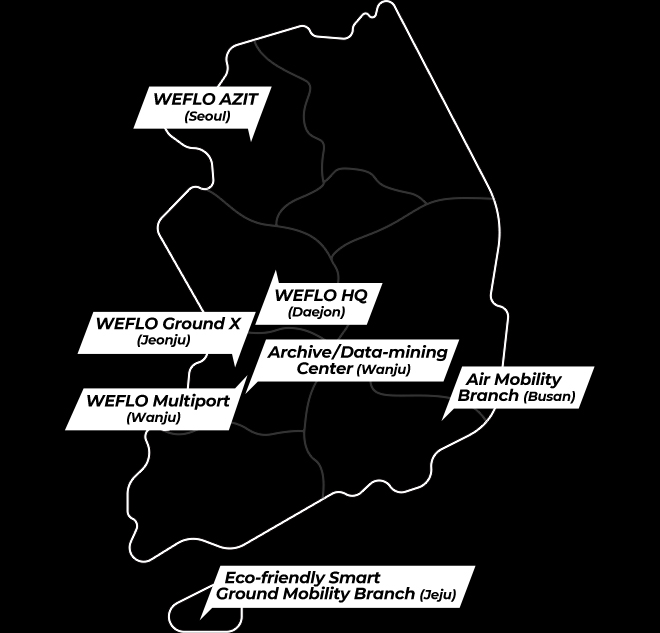 WEFLO AZIT
(Seoul)
WEFLO HQ
(Daejon)
WEFLO Ground X
(Jeonju)
Archive/Data-mining
Center (Wanju)
Air Mobility
Branch (Busan)
WEFLO Multiport
(Wanju)
Eco-friendly Smart
Ground Mobility Branch (Jeju)